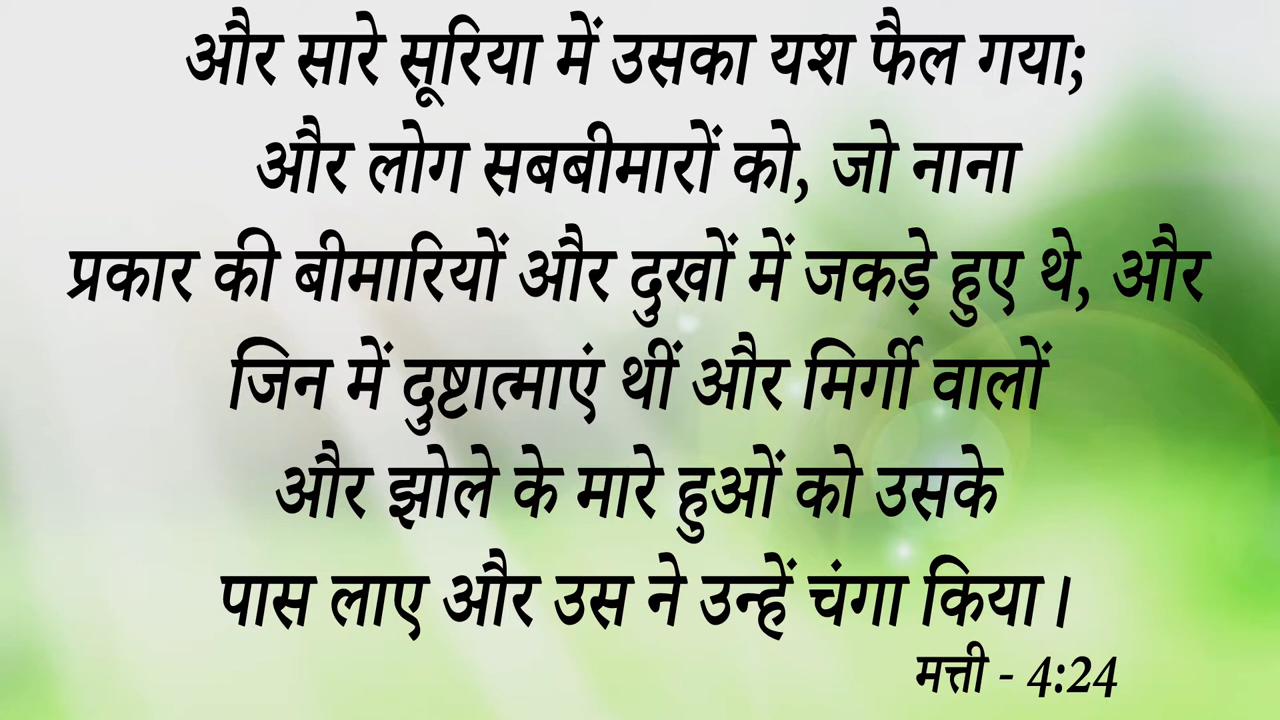 और सारे सूरिया में उसका यश फैल गया;
और लोग सबबीमारों को, जो नाना
प्रकार की बीमारियों और दुखों में जकड़े हुए थे, और
जिन में दुष्टात्माएं थीं और मिर्गी वालों
और झोले के मारे हुओं को उसके
पास लाए और उस ने उन्हें चंगा किया।
मत्ती - 4:24